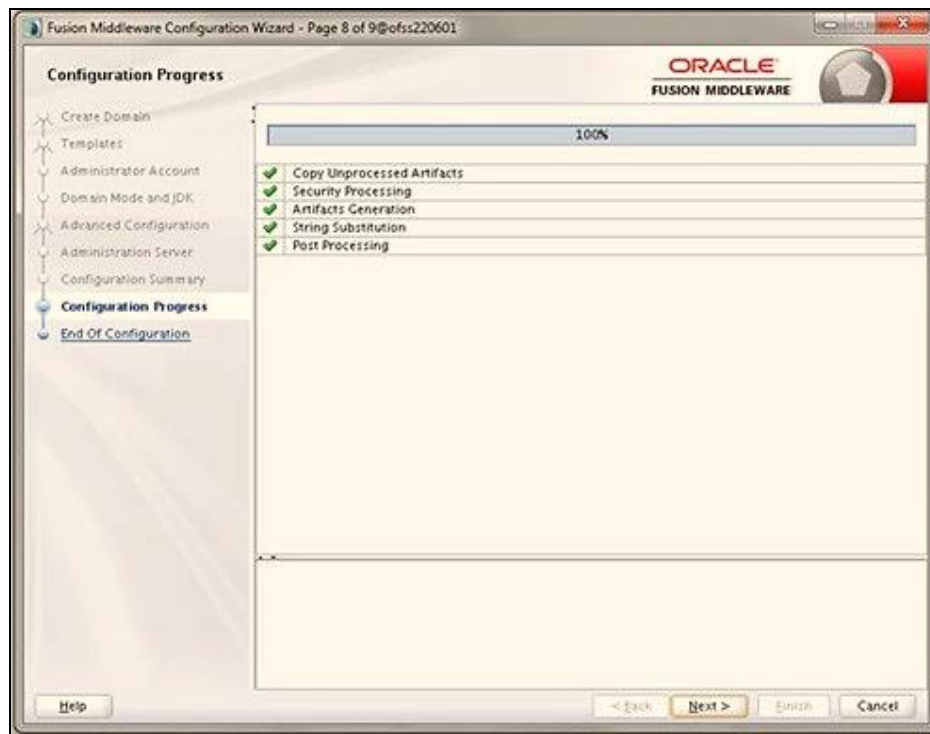 Fusion Middleware Configuration Wizard - Page 8 of 9@ofss220601
Configuration Progress
ORACLE
FUSION MIDDLEWARE
Create Domain
Templates
Administrator Account
Domain Mode and JDK
Advanced Configuration
Administration Server
Configuration Summary
Configuration Progress
End Of Configuration
100%
Copy Unprocessed Artifacts
Security Processing
Artifacts Generation
String Substitution
Post Processing
Help
< Back
Next >
Finish
Cancel